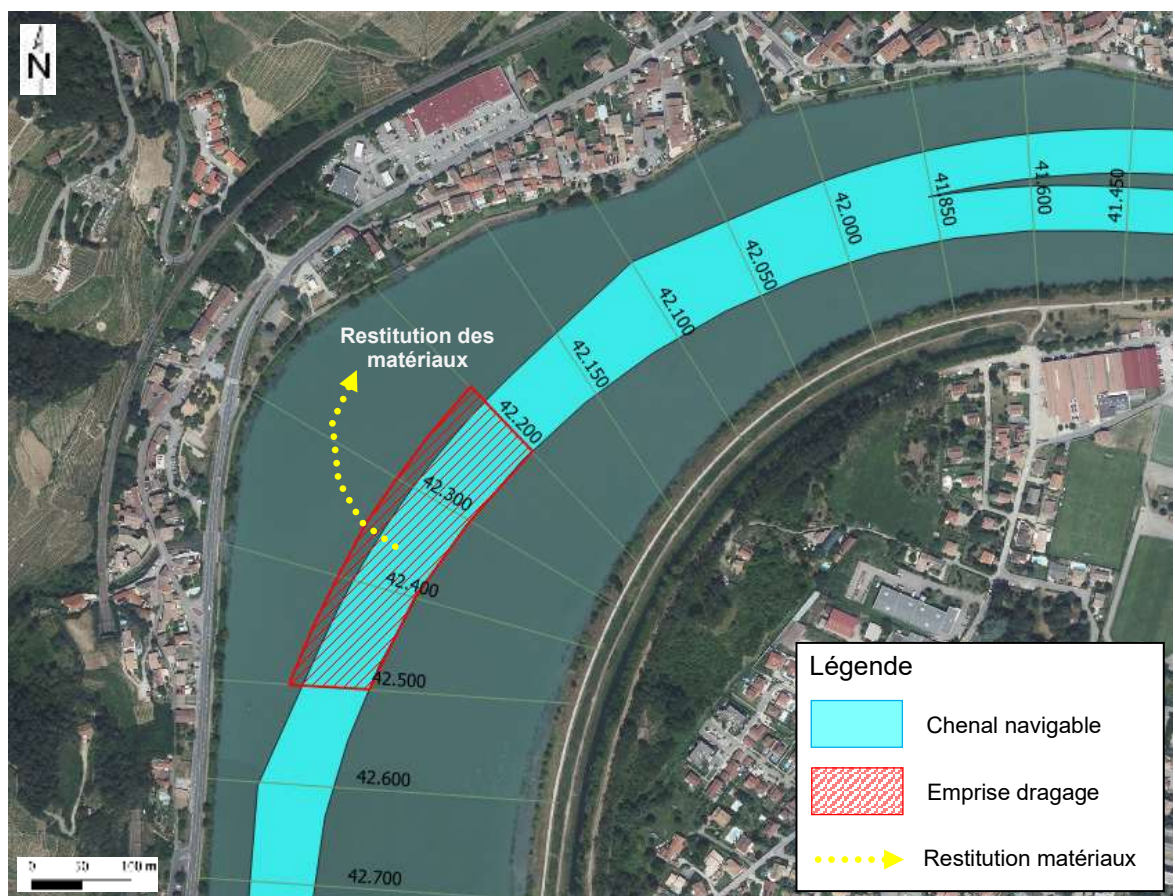 N
41.450
41.600
41.850
42.000
42.050
42.100
42.150
42.200
42.300
42.400
42.500
42.600
42.700
Restitution des
matériaux
Légende
Chenal navigable
Emprise dragage
Restitution matériaux
0 50 100 m